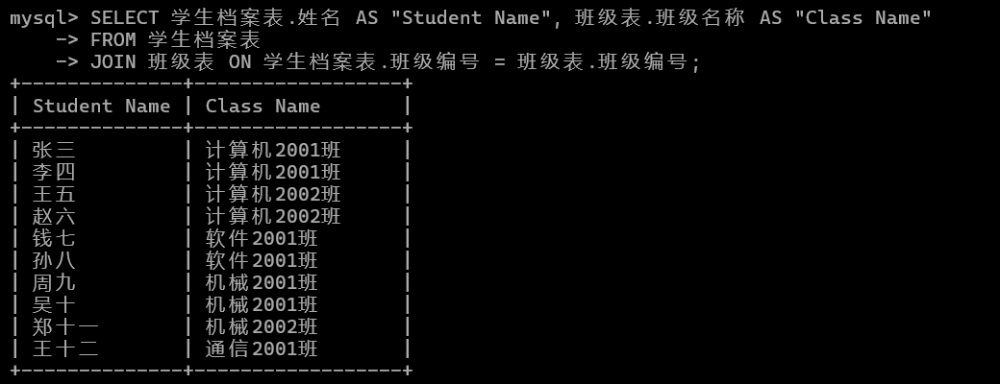 mysql> SELECT 学生档案表.姓名 AS "Student Name", 班级表.班级名称 AS "Class Name"
    -> FROM 学生档案表
    -> JOIN 班级表 ON 学生档案表.班级编号 = 班级表.班级编号;
+--------------+------------------+
| Student Name | Class Name       |
+--------------+------------------+
| 张三         | 计算机2001班     |
| 李四         | 计算机2001班     |
| 王五         | 计算机2002班     |
| 赵六         | 计算机2002班     |
| 钱七         | 软件2001班       |
| 孙八         | 软件2001班       |
| 周九         | 机械2001班       |
| 吴十         | 机械2001班       |
| 郑十一       | 机械2002班       |
| 王十二       | 通信2001班       |
+--------------+------------------+